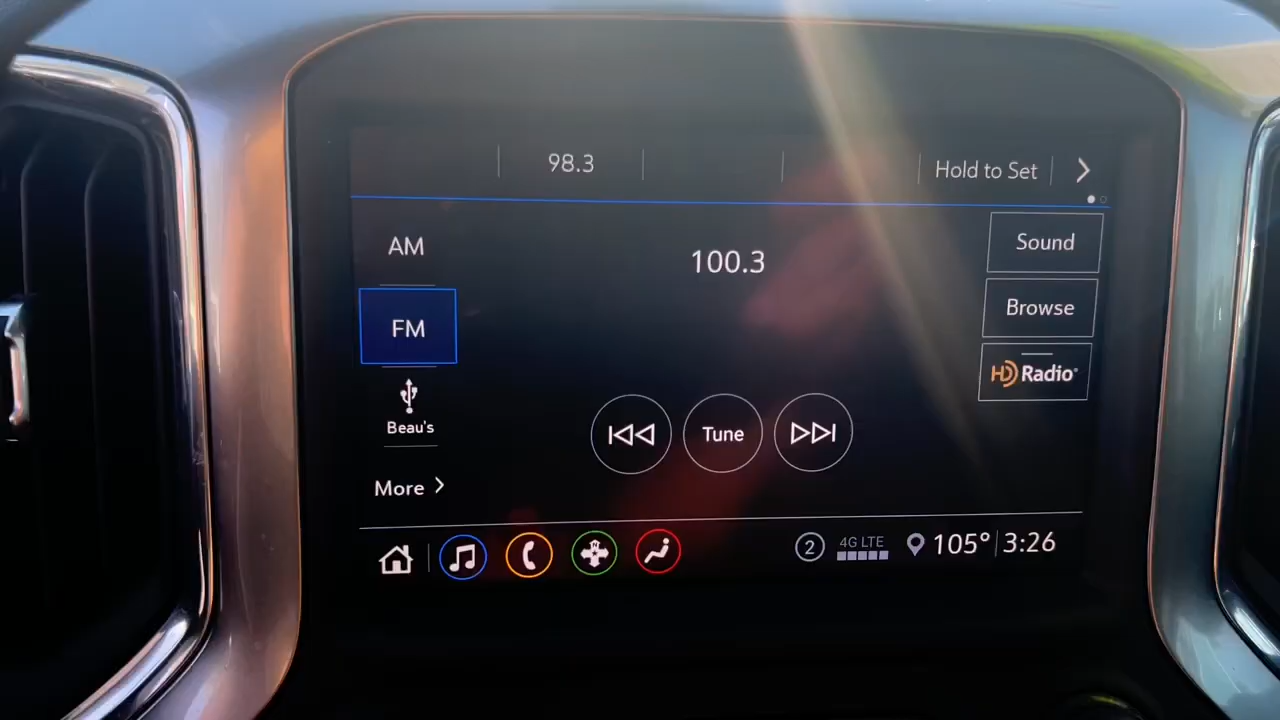 98.3
Hold to Set
AM
100.3
Sound
FM
Browse
HD Radio®
Beau's
Tune
More
2
4G LTE
105° 3:26